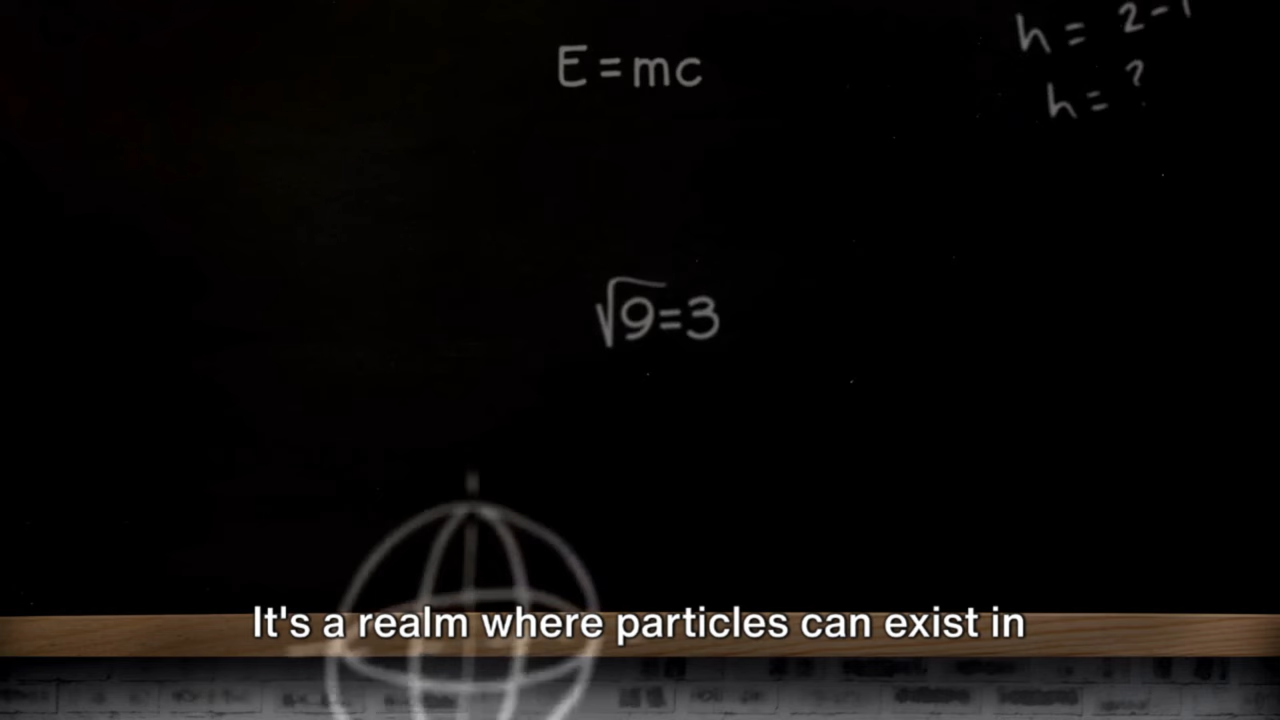 h = 2-1
E=mc
h = ?
√9=3
It's a realm where particles can exist in